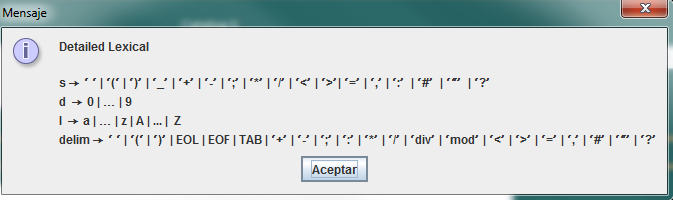 Mensaje
Detailed Lexical
s → ‘ ‘ | ‘(‘ | ‘)’ | ‘_’ | ‘+’ | ‘-’ | ‘;’ | ‘*’ | ‘/’ | ‘<’ | ‘>’| ‘=’ | ‘,’ | ‘:’ | ‘#’ | ‘“’ | ‘?’
d → 0 | … | 9
l → a | … | z | A | ... | Z
delim → ‘ ‘ | ‘(‘ | ‘)’ | EOL | EOF | TAB | ‘+’ | ‘-’ | ‘;’ | ‘:’ | ‘*’ | ‘/’ | ‘div’ | ‘mod’ | ‘<’ | ‘>’ | ‘=’ | ‘,’ | ‘#’ | ‘“’ | ‘?’
Aceptar